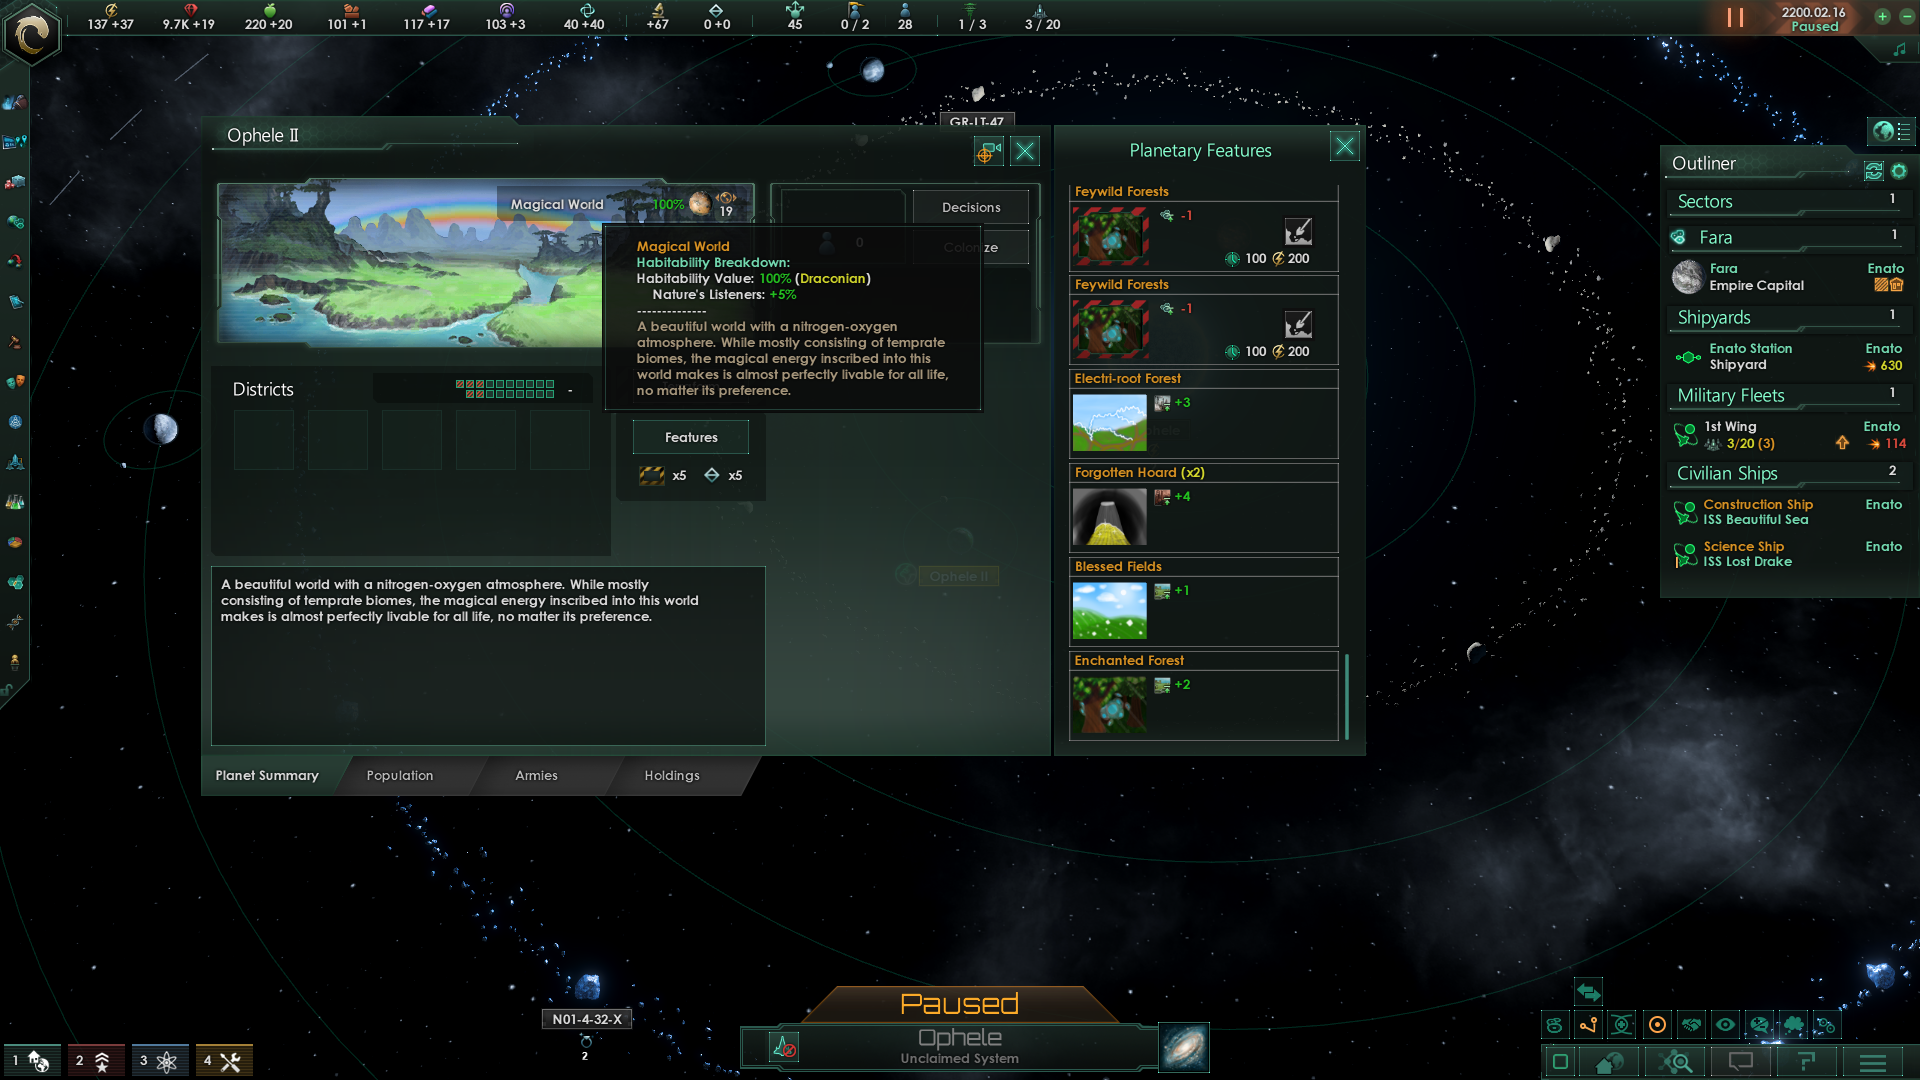 137 +37
9.7K +19
220 +20
101 +1
117 +17
103 +3
40 +40
+67
0 +0
45
0 / 2
28
1 / 3
3 / 20
2200.02.16
Paused
GR-LT-47
Ophele II
Magical World
100%
19
Decisions
0
Magical World
Habitability Breakdown:
Habitability Value: 100% (Draconian)
Nature's Listeners: +5%
--------------
A beautiful world with a nitrogen-oxygen
atmosphere. While mostly consisting of temprate
biomes, the magical energy inscribed into this
world makes is almost perfectly livable for all life,
no matter its preference.
Districts
-
Features
x5
x5
A beautiful world with a nitrogen-oxygen atmosphere. While mostly
consisting of temprate biomes, the magical energy inscribed into this world
makes is almost perfectly livable for all life, no matter its preference.
Ophele II
Planet Summary
Population
Armies
Holdings
Planetary Features
Feywild Forests
-1
100
200
Feywild Forests
-1
100
200
Electri-root Forest
+3
Forgotten Hoard (x2)
+4
Blessed Fields
+1
Enchanted Forest
+2
Outliner
Sectors
1
Fara
1
Fara
Enato
Empire Capital
Shipyards
1
Enato Station
Enato
Shipyard
630
Military Fleets
1
1st Wing
Enato
3/20 (3)
114
Civilian Ships
2
Construction Ship
Enato
ISS Beautiful Sea
Science Ship
Enato
ISS Lost Drake
N01-4-32-X
2
Paused
Ophele
Unclaimed System
1
2
3
4